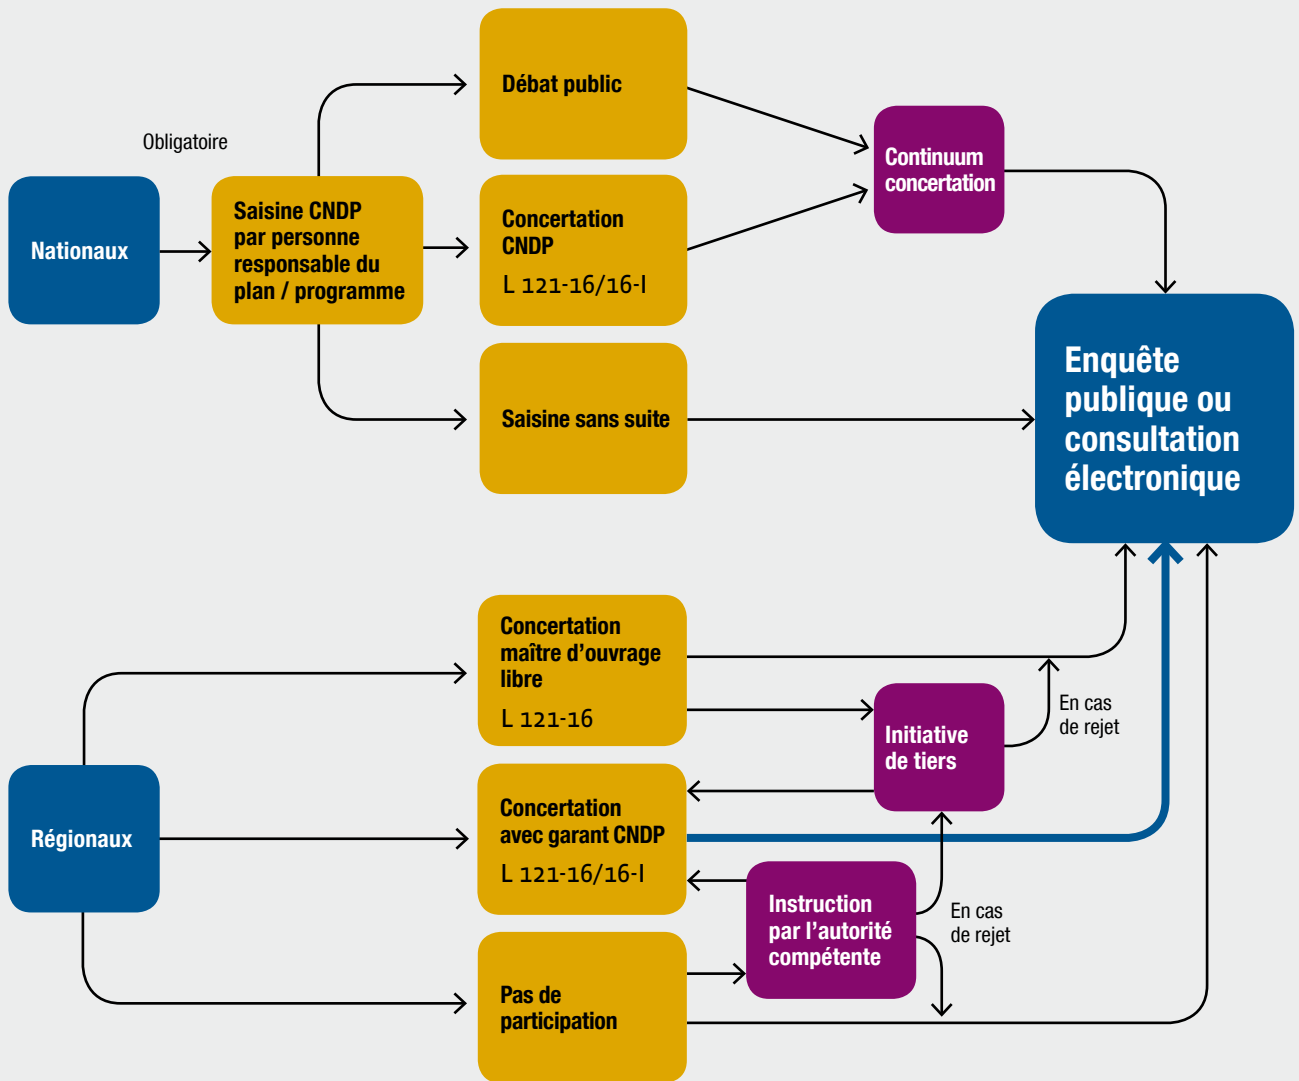 Débat public
Obligatoire
Continuum
concertation
Nationaux
Saisine CNDP
par personne
responsable du
plan / programme
Concertation
CNDP
L 121-16/16-I
Saisine sans suite
Enquête
publique ou
consultation
électronique
Concertation
maître d’ouvrage
libre
L 121-16
Initiative
de tiers
En cas
de rejet
Régionaux
Concertation
avec garant CNDP
L 121-16/16-I
Instruction
par l’autorité
compétente
En cas
de rejet
Pas de
participation